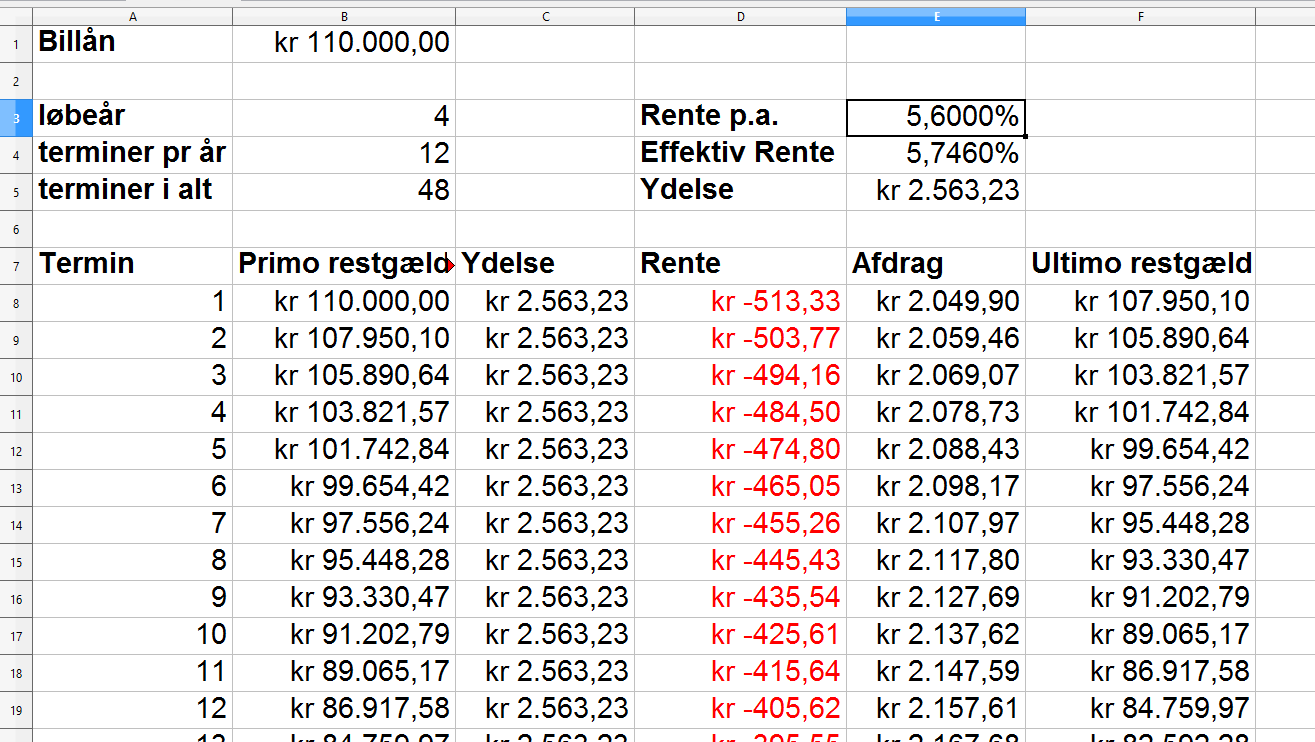 A B C D E F
1 Billån kr 110.000,00
2
3 løbeår 4 Rente p.a. 5,6000%
4 terminer pr år 12 Effektiv Rente 5,7460%
5 terminer i alt 48 Ydelse kr 2.563,23
6
7 Termin Primo restgæld Ydelse Rente Afdrag Ultimo restgæld
8 1 kr 110.000,00 kr 2.563,23 kr -513,33 kr 2.049,90 kr 107.950,10
9 2 kr 107.950,10 kr 2.563,23 kr -503,77 kr 2.059,46 kr 105.890,64
10 3 kr 105.890,64 kr 2.563,23 kr -494,16 kr 2.069,07 kr 103.821,57
11 4 kr 103.821,57 kr 2.563,23 kr -484,50 kr 2.078,73 kr 101.742,84
12 5 kr 101.742,84 kr 2.563,23 kr -474,80 kr 2.088,43 kr 99.654,42
13 6 kr 99.654,42 kr 2.563,23 kr -465,05 kr 2.098,17 kr 97.556,24
14 7 kr 97.556,24 kr 2.563,23 kr -455,26 kr 2.107,97 kr 95.448,28
15 8 kr 95.448,28 kr 2.563,23 kr -445,43 kr 2.117,80 kr 93.330,47
16 9 kr 93.330,47 kr 2.563,23 kr -435,54 kr 2.127,69 kr 91.202,79
17 10 kr 91.202,79 kr 2.563,23 kr -425,61 kr 2.137,62 kr 89.065,17
18 11 kr 89.065,17 kr 2.563,23 kr -415,64 kr 2.147,59 kr 86.917,58
19 12 kr 86.917,58 kr 2.563,23 kr -405,62 kr 2.157,61 kr 84.759,97